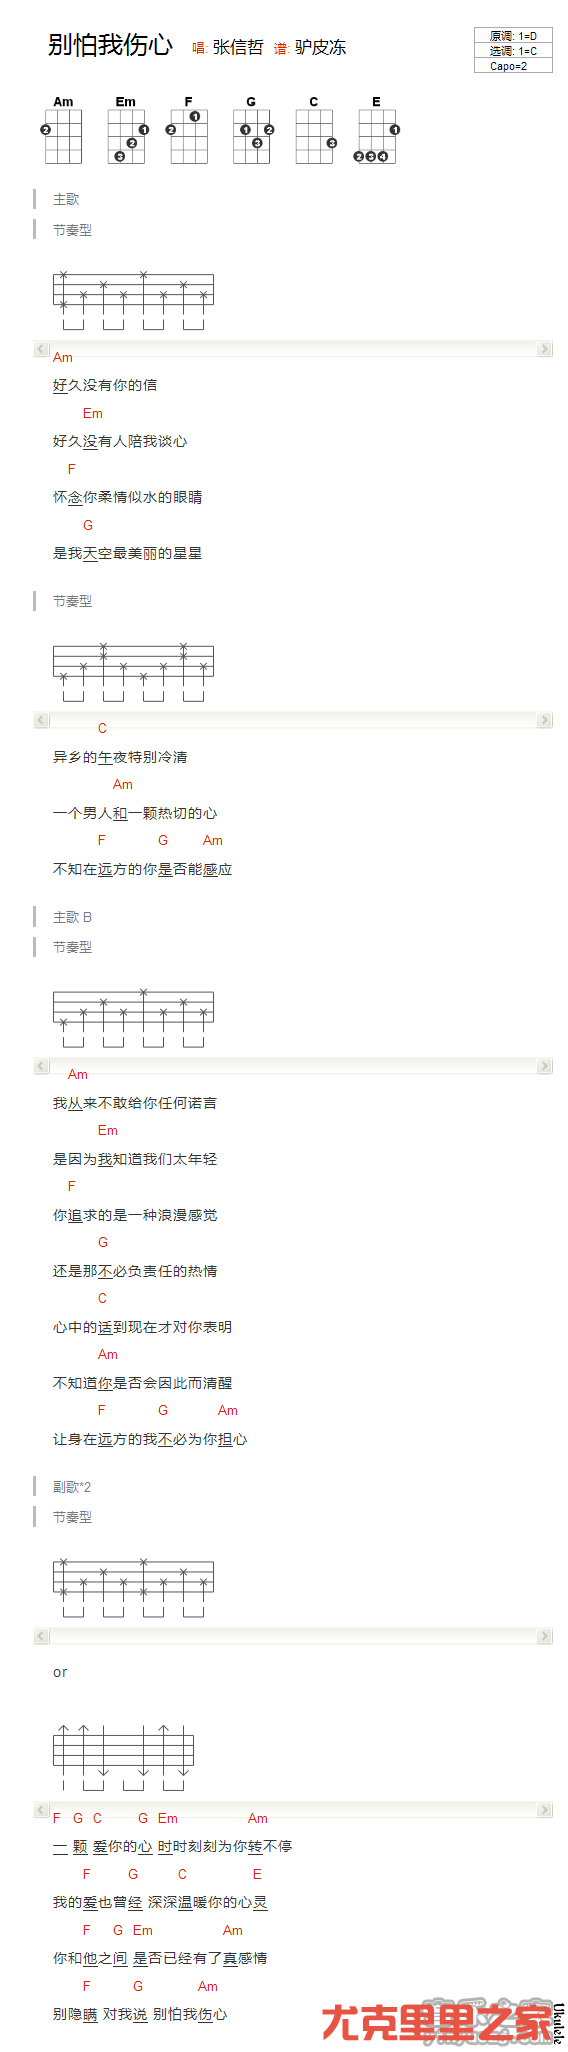 别怕我伤心 唱: 张信哲 谱: 驴皮冻
原调: 1=D
选调: 1=C
Capo=2
Am Em F G C E
主歌
节奏型
Am
好久没有你的信
Em
好久没有人陪我谈心
F
怀念你柔情似水的眼睛
G
是我天空最美丽的星星
节奏型
C
异乡的午夜特别冷清
Am
一个男人和一颗热切的心
F G Am
不知在远方的你是否能感应
主歌 B
节奏型
Am
我从来不敢给你任何诺言
Em
是因为我知道我们太年轻
F
你追求的是一种浪漫感觉
G
还是那不必负责任的热情
C
心中的话到现在才对你表明
Am
不知道你是否会因此而清醒
F G Am
让身在远方的我不必为你担心
副歌*2
节奏型
or
F G C G Em Am
一 颗 爱你的心 时时刻刻为你转不停
F G C E
我的爱也曾经 深深温暖你的心灵
F G Em Am
你和他之间 是否已经有了真感情
F G Am
别隐瞒 对我说 别怕我伤心
尤克里里之家
Ukulele